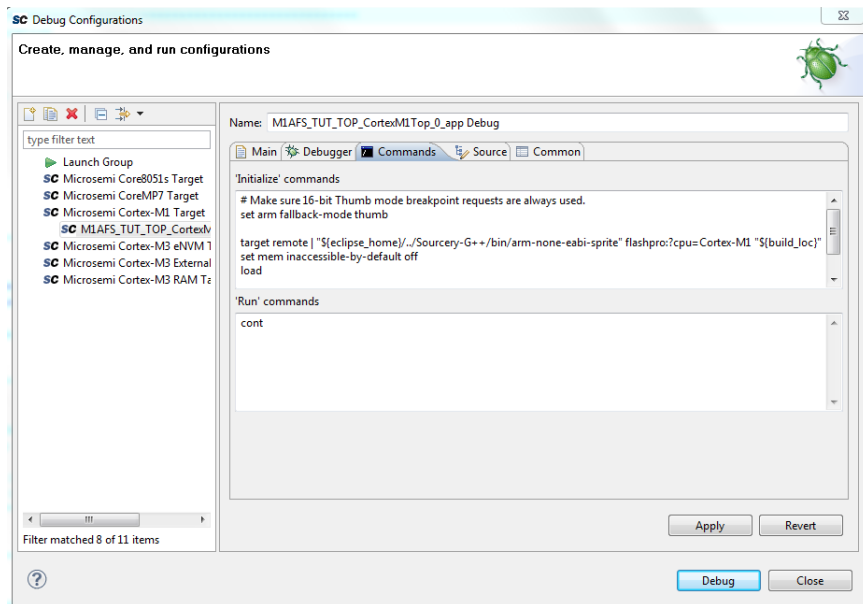 SC Debug Configurations
Create, manage, and run configurations
type filter text
Launch Group
SC Microsemi Core8051s Target
SC Microsemi CoreMP7 Target
SC Microsemi Cortex-M1 Target
SC M1AFS_TUT_TOP_CortexM
SC Microsemi Cortex-M3 eNVM T
SC Microsemi Cortex-M3 External
SC Microsemi Cortex-M3 RAM Ta
Filter matched 8 of 11 items
Name: M1AFS_TUT_TOP_CortexM1Top_0_app Debug
Main Debugger Commands Source Common
'Initialize' commands
# Make sure 16-bit Thumb mode breakpoint requests are always used.
set arm fallback-mode thumb
target remote | "${eclipse_home}/../Sourcery-G++/bin/arm-none-eabi-sprite" flashpro:?cpu=Cortex-M1 "${build_loc}"
set mem inaccessible-by-default off
load
'Run' commands
cont
Apply Revert
? Debug Close